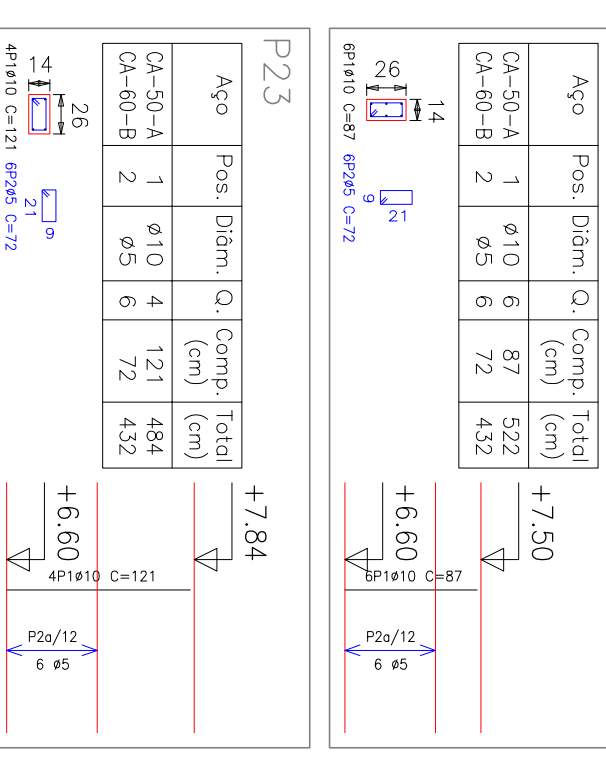 Aço Pos. Diâm. Q. Comp. (cm) Total (cm)
CA-50-A 1 ø10 6 87 522
CA-60-B 2 ø5 6 72 432
26
14
6P1ø10 C=87
6P2ø5 C=72
9
21
+7.50
+6.60
6P1ø10 C=87
P2a/12
6 ø5
P23
Aço Pos. Diâm. Q. Comp. (cm) Total (cm)
CA-50-A 1 ø10 4 121 484
CA-60-B 2 ø5 6 72 432
14
26
4P1ø10 C=121
6P2ø5 C=72
21
9
+7.84
+6.60
4P1ø10 C=121
P2a/12
6 ø5